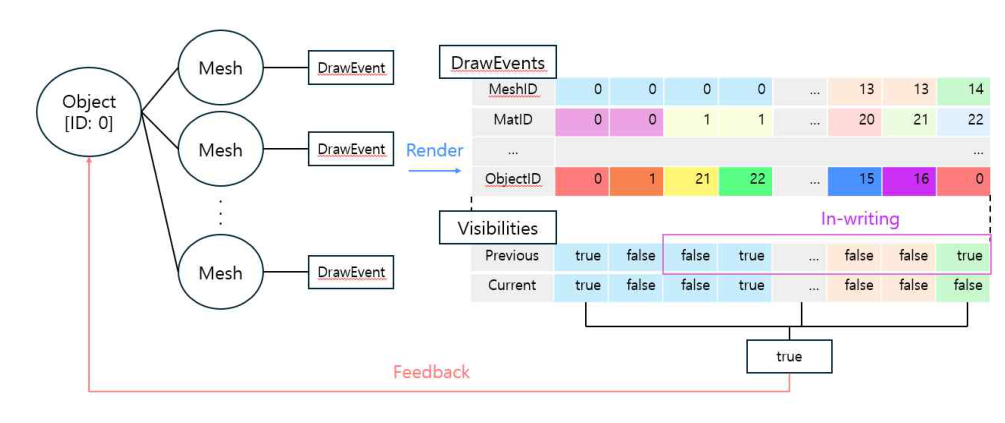 Object
[ID: 0]
Mesh
DrawEvent
Mesh
DrawEvent
Mesh
DrawEvent
Render
DrawEvents
MeshID 0 0 0 0 ... 13 13 14
MatID 0 0 1 1 ... 20 21 22
... ...
ObjectID 0 1 21 22 ... 15 16 0
In-writing
Visibilities
Previous true false false true ... false false true
Current true false false true ... false false false
true
Feedback